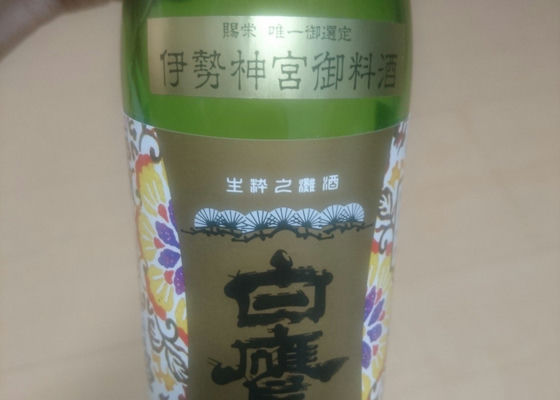 賜栄 唯一御選定
伊勢神宮御料酒
生粋之灘酒
白鷹